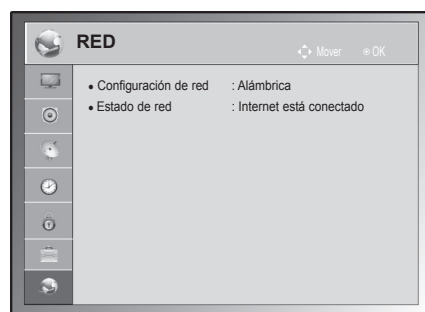 RED
Mover OK
• Configuración de red : Alámbrica
• Estado de red : Internet está conectado